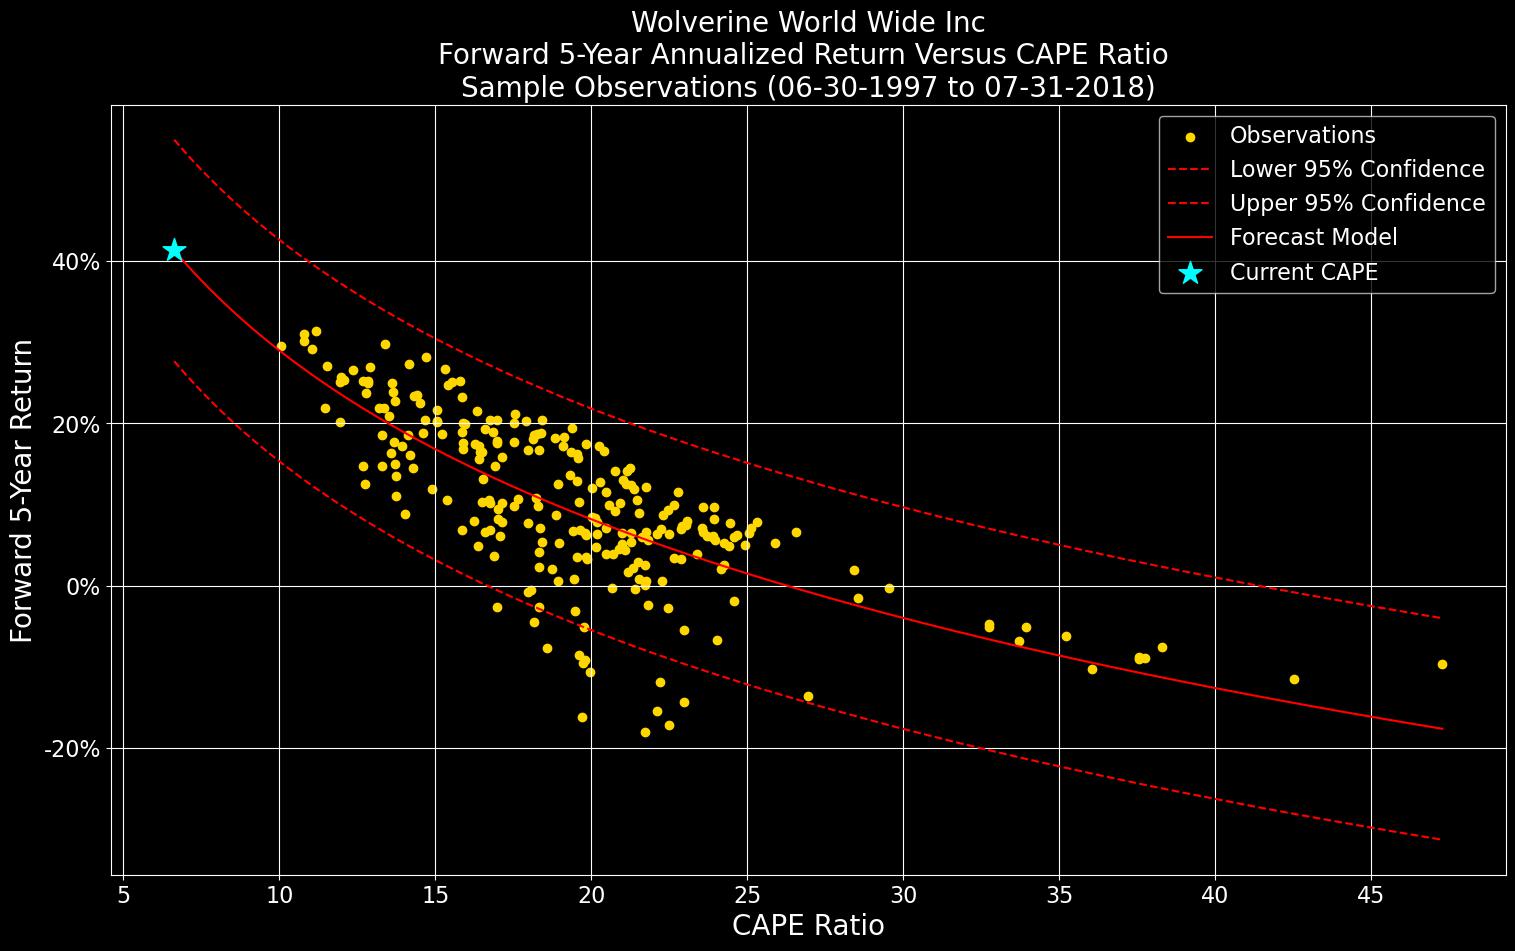 Wolverine World Wide Inc
Forward 5-Year Annualized Return Versus CAPE Ratio
Sample Observations (06-30-1997 to 07-31-2018)
Observations
Lower 95% Confidence
Upper 95% Confidence
Forecast Model
Current CAPE
Forward 5-Year Return
40%
20%
0%
-20%
5 10 15 20 25 30 35 40 45
CAPE Ratio